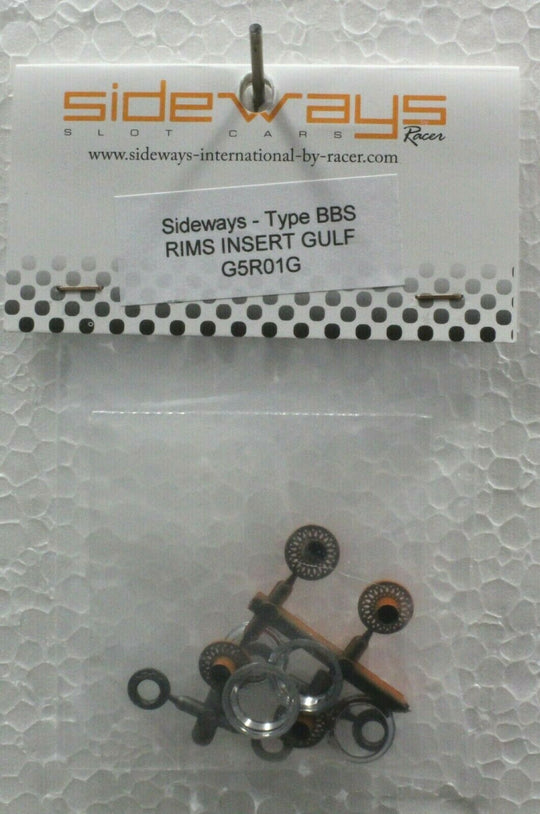 sideways
SLOT CARS Racer
www.sideways-international-by-racer.com
Sideways - Type BBS
RIMS INSERT GULF
G5R01G